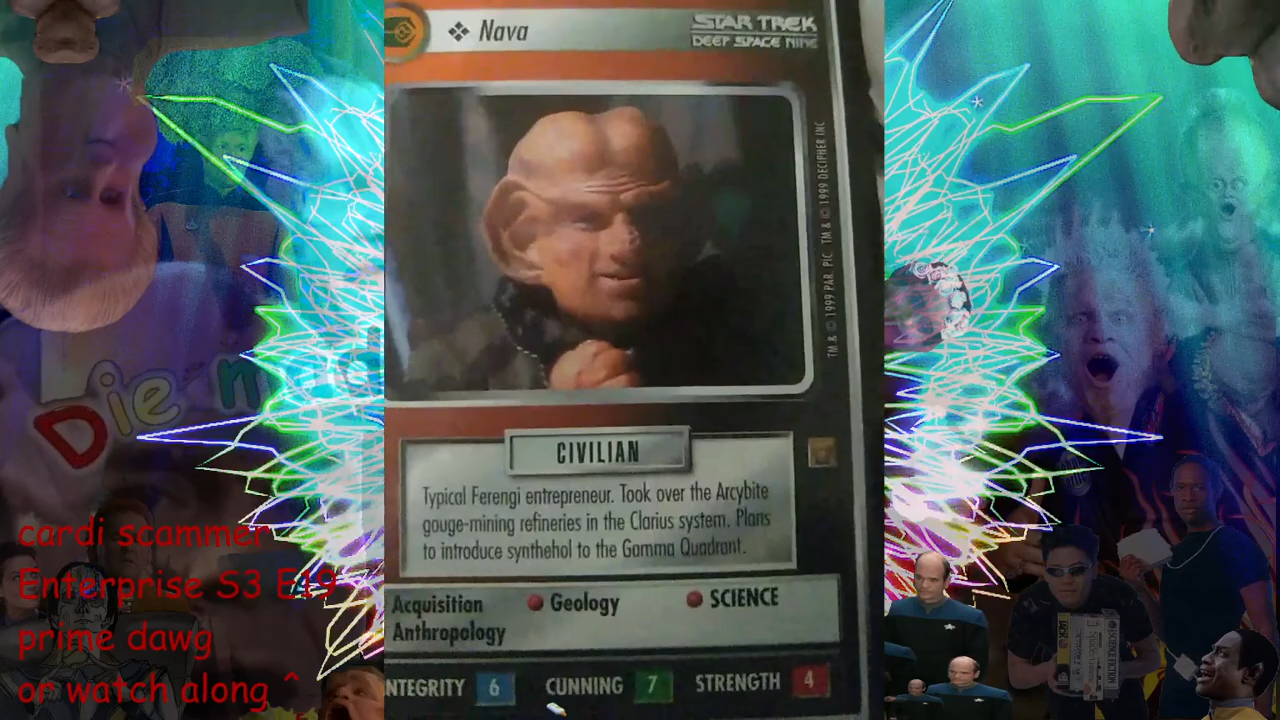 Nava
STAR TREK
DEEP SPACE NINE
TM & © 1999 PAR. PIC. TM & © 1999 DECIPHER INC
CIVILIAN
Typical Ferengi entrepreneur. Took over the Arcybite
gouge-mining refineries in the Clarius system. Plans
to introduce synthehol to the Gamma Quadrant.
Acquisition
Geology
SCIENCE
Anthropology
NTEGRITY 6 CUNNING 7 STRENGTH 4
Die n
cardi scammer
Enterprise S3 E19
prime dawg
or watch along ^
SCIENCE FICTION